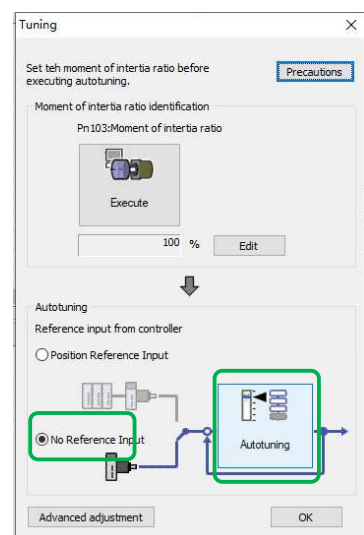 Tuning
Set teh moment of intertia ratio before
executing autotuning.
Precautions
Moment of intertia ratio identification
Pn103:Moment of intertia ratio
Execute
100 %
Edit
Autotuning
Reference input from controller
Position Reference Input
No Reference Input
Autotuning
Advanced adjustment
OK